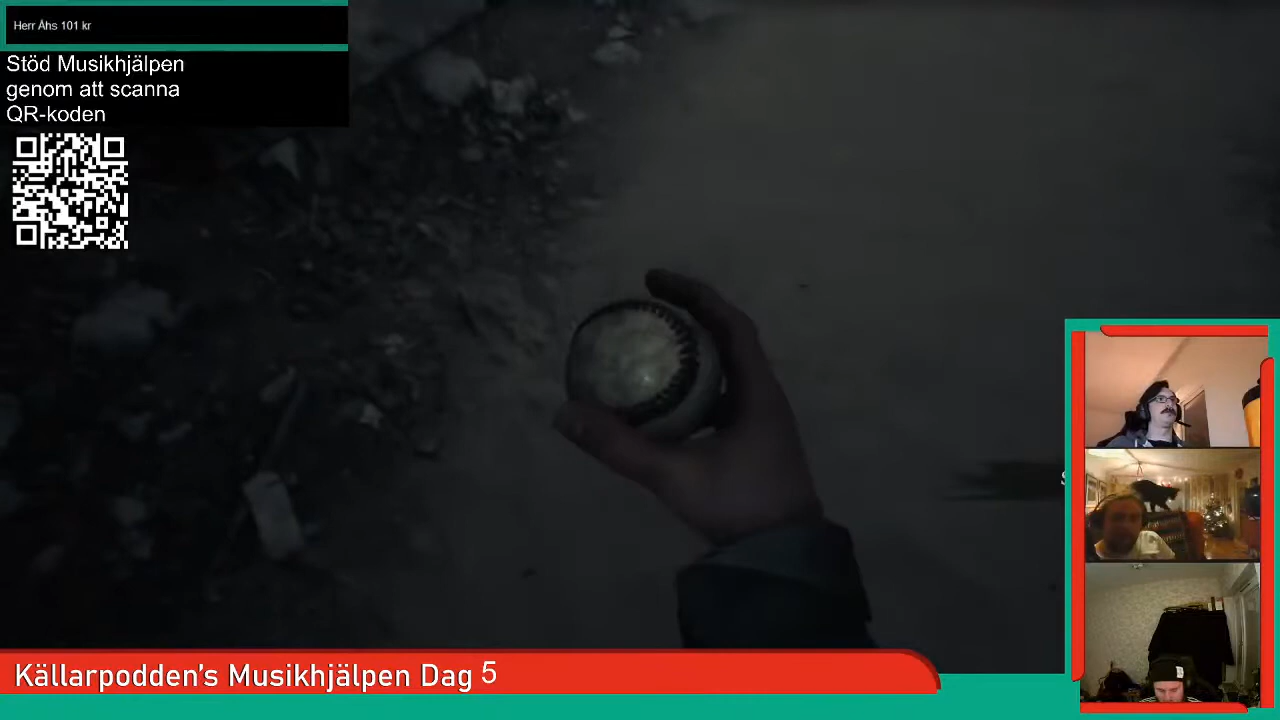 Herr Åhs 101 kr
Stöd Musikhjälpen
genom att scanna
QR-koden
Källarpodden's Musikhjälpen Dag 5